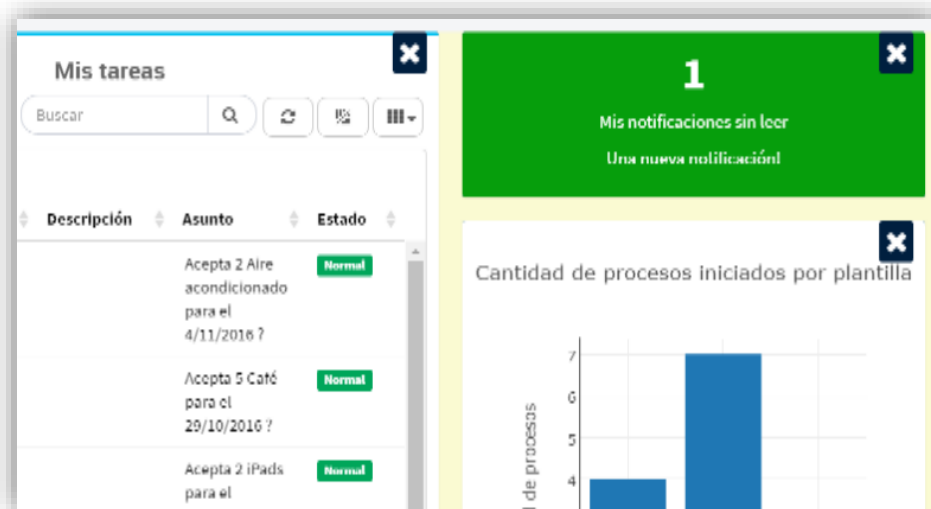 Mis tareas
Buscar
Descripción
Asunto
Estado
Acepta 2 Aire
acondicionado
para el
4/11/2016 ?
Normal
Acepta 5 Café
para el
29/10/2016 ?
Normal
Acepta 2 iPads
para el
Normal
1
Mis notificaciones sin leer
Una nueva notificación!
Cantidad de procesos iniciados por plantilla
7
6
5
4
d de procesos